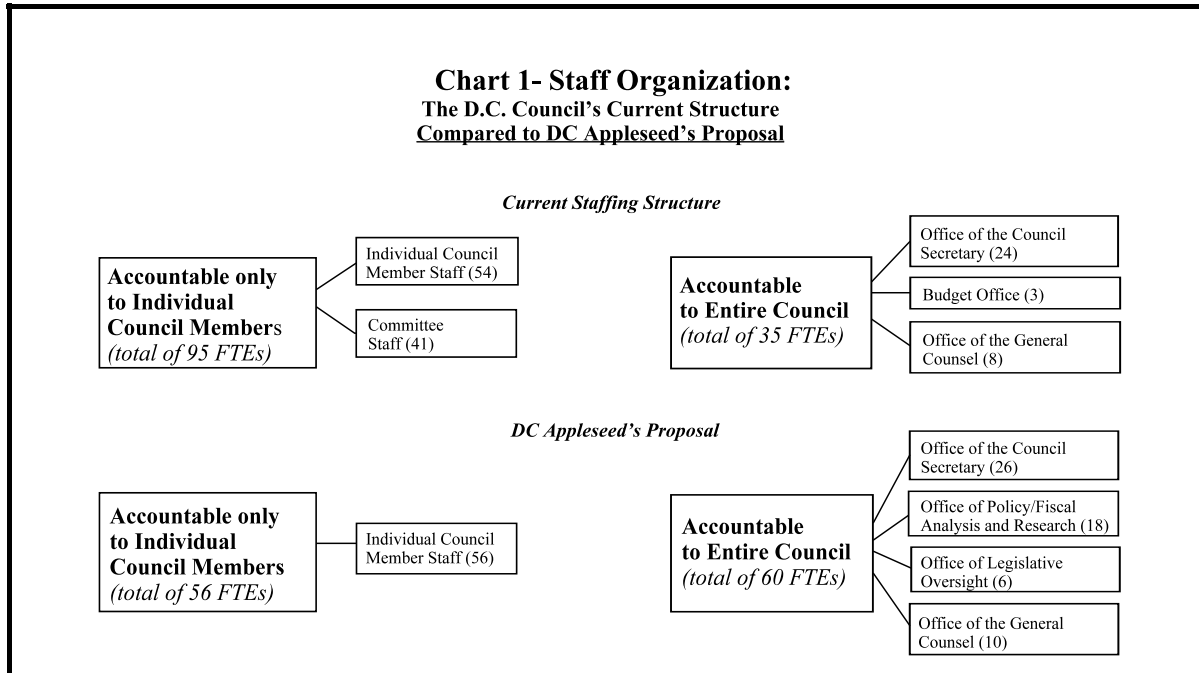 Chart 1- Staff Organization:
The D.C. Council's Current Structure
Compared to DC Appleseed's Proposal
Current Staffing Structure
Accountable only
to Individual
Council Members
(total of 95 FTEs)
Individual Council
Member Staff (54)
Committee
Staff (41)
Accountable
to Entire Council
(total of 35 FTEs)
Office of the Council
Secretary (24)
Budget Office (3)
Office of the General
Counsel (8)
DC Appleseed's Proposal
Accountable only
to Individual
Council Members
(total of 56 FTEs)
Individual Council
Member Staff (56)
Accountable
to Entire Council
(total of 60 FTEs)
Office of the Council
Secretary (26)
Office of Policy/Fiscal
Analysis and Research (18)
Office of Legislative
Oversight (6)
Office of the General
Counsel (10)